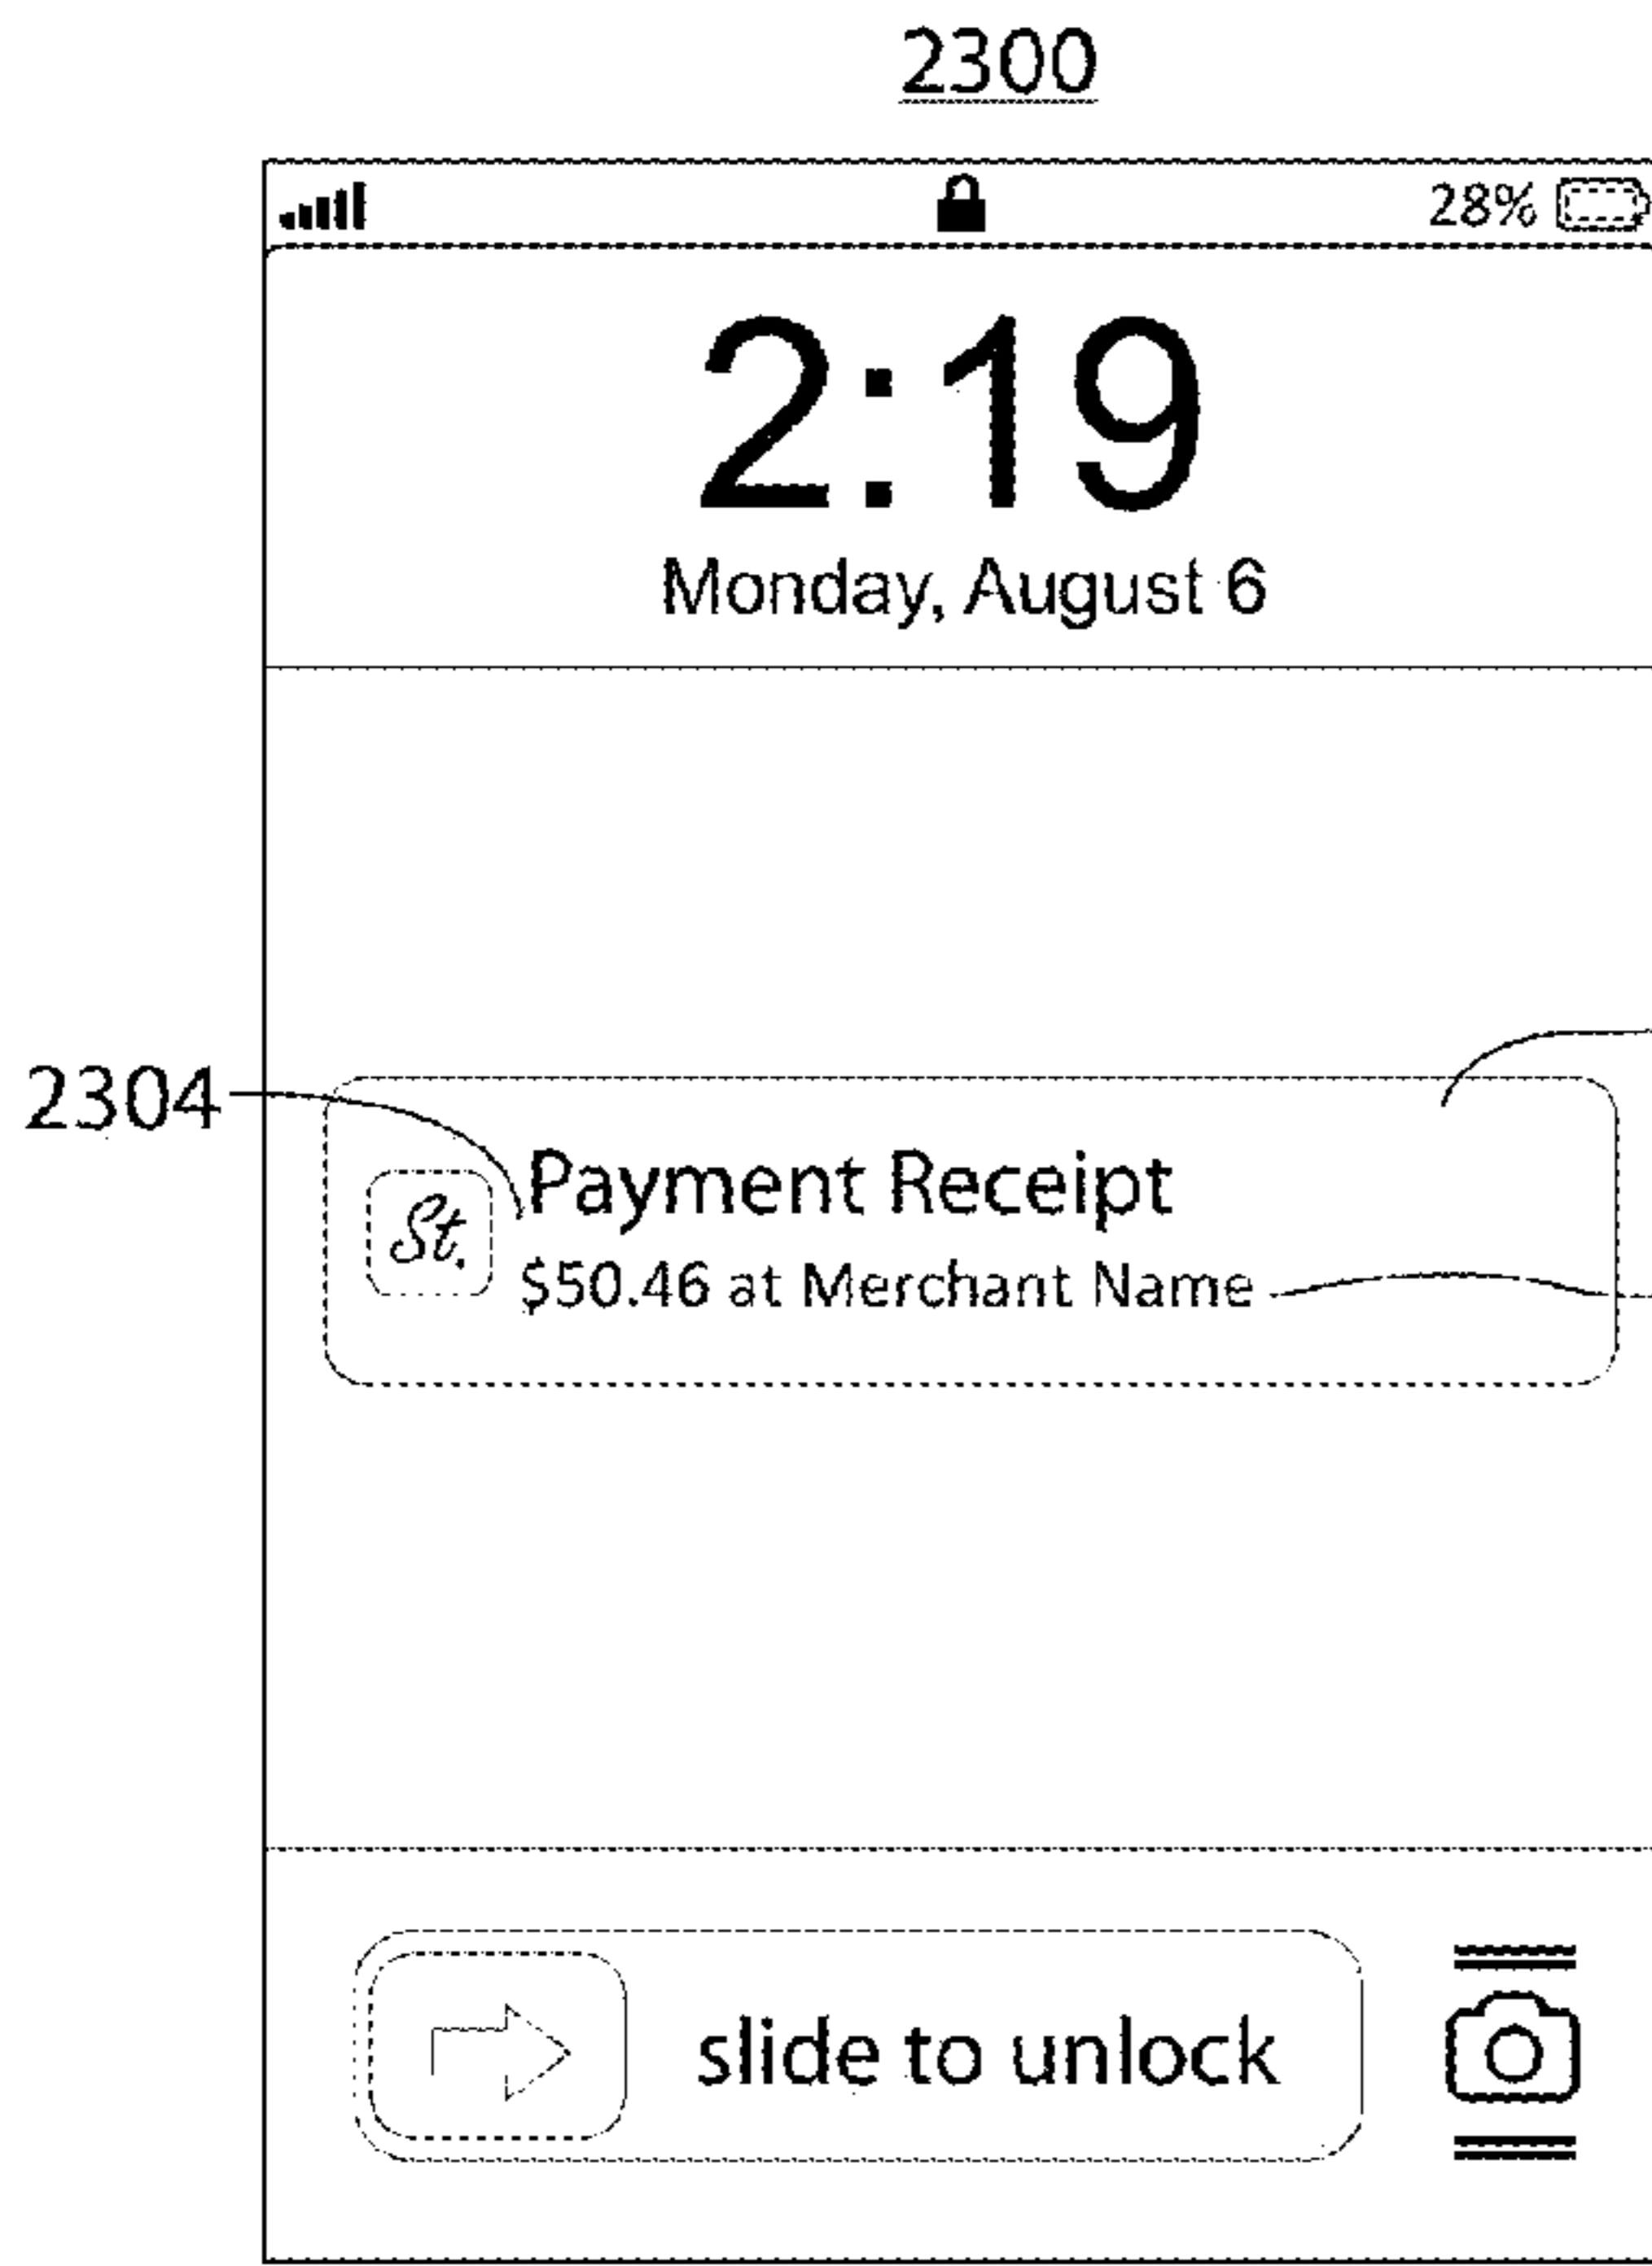 2300
28%
2:19
Monday, August 6
2304
Payment Receipt
St.
$50.46 at Merchant Name
slide to unlock